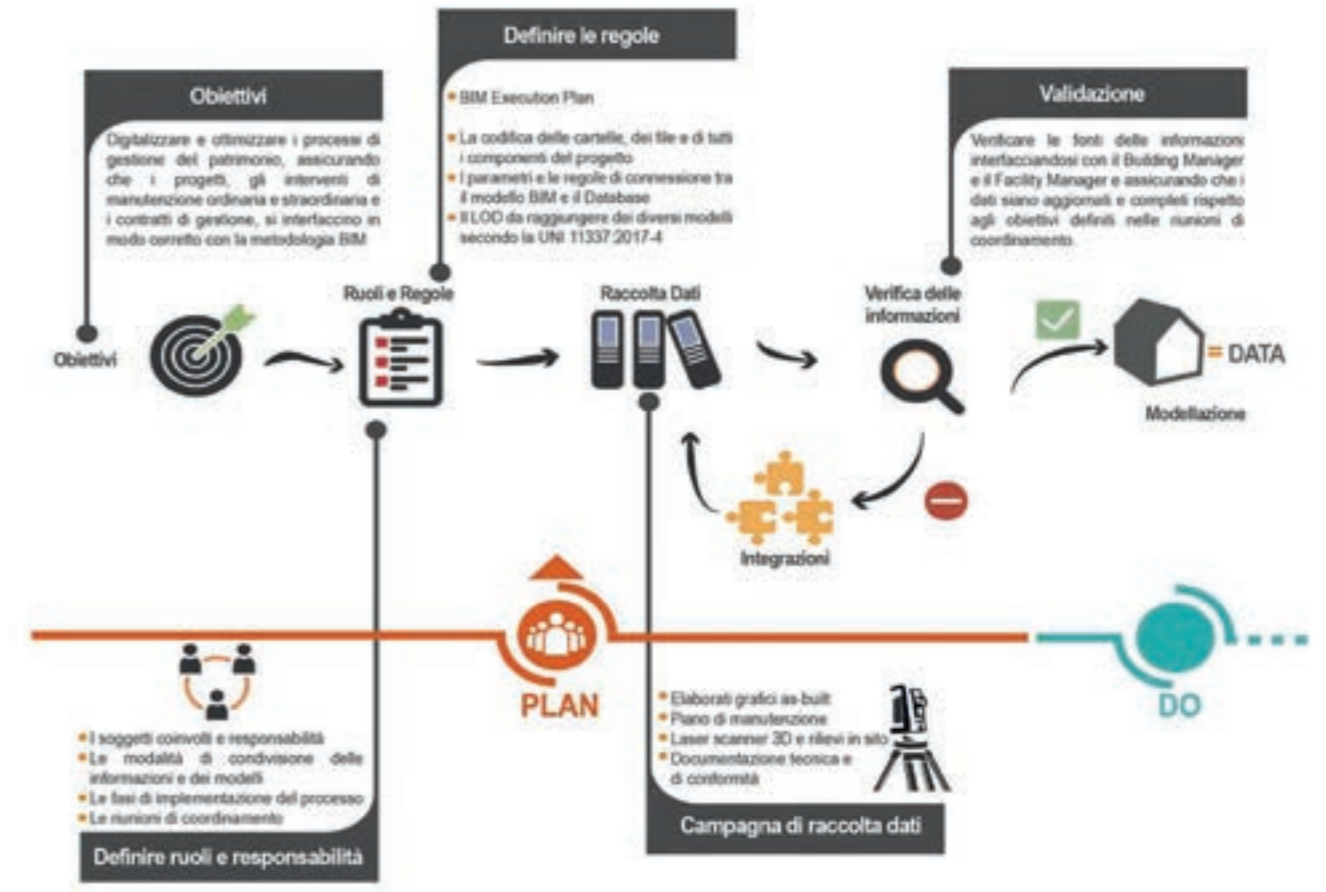 Definire le regole
BIM Execution Plan
La codifica delle cartelle, dei file e di tutti
i componenti del progetto
I parametri e le regole di connessione tra
il modello BIM e il Database
Il LOD da raggiungere dei diversi modelli
secondo la UNI 11337:2017-4
Obiettivi
Digitalizzare e ottimizzare i processi di
gestione del patrimonio, assicurando
che i progetti, gli interventi di
manutenzione ordinaria e straordinaria e
i contratti di gestione, si interfaccino in
modo corretto con la metodologia BIM
Validazione
Verificare le fonti delle informazioni
interfacciandosi con il Building Manager
e il Facility Manager e assicurando che i
dati siano aggiornati e completi rispetto
agli obiettivi definiti nelle riunioni di
coordinamento.
Obiettivi
Ruoli e Regole
Raccolta Dati
Verifica delle
informazioni
= DATA
Modellazione
Integrazioni
PLAN
DO
I soggetti coinvolti e responsabilità
Le modalità di condivisione delle
informazioni e dei modelli
Le fasi di implementazione del processo
Le riunioni di coordinamento
Definire ruoli e responsabilità
Elaborati grafici as-built
Piano di manutenzione
Laser scanner 3D e rilievi in sito
Documentazione tecnica e
di conformità
Campagna di raccolta dati